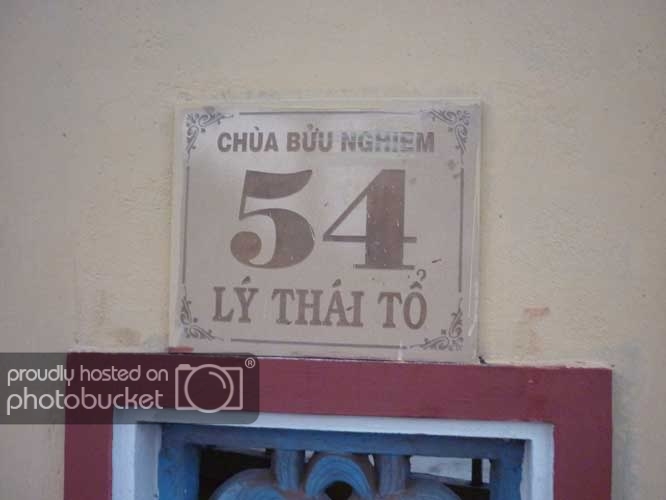 CHÙA BỬU NGHIEM
54
LÝ THÁI TỔ
proudly hosted on
photobucket